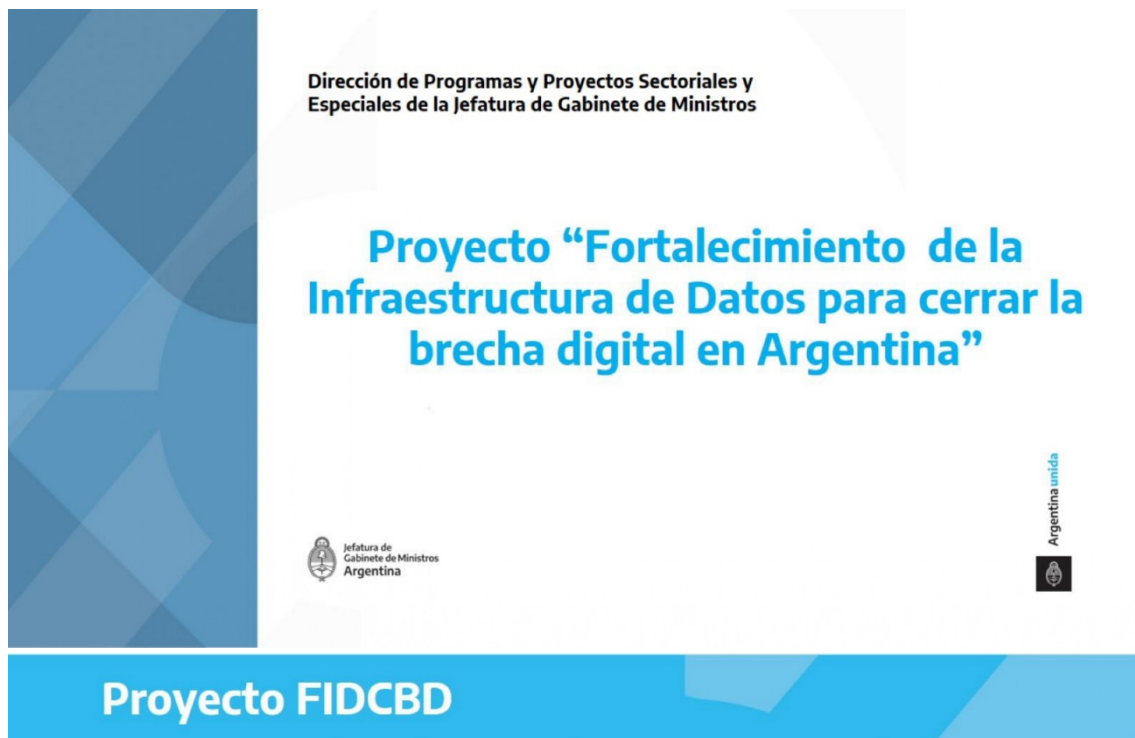 Dirección de Programas y Proyectos Sectoriales y
Especiales de la Jefatura de Gabinete de Ministros
Proyecto “Fortalecimiento de la
Infraestructura de Datos para cerrar la
brecha digital en Argentina”
Argentina unida
Jefatura de
Gabinete de Ministros
Argentina
Proyecto FIDCBD